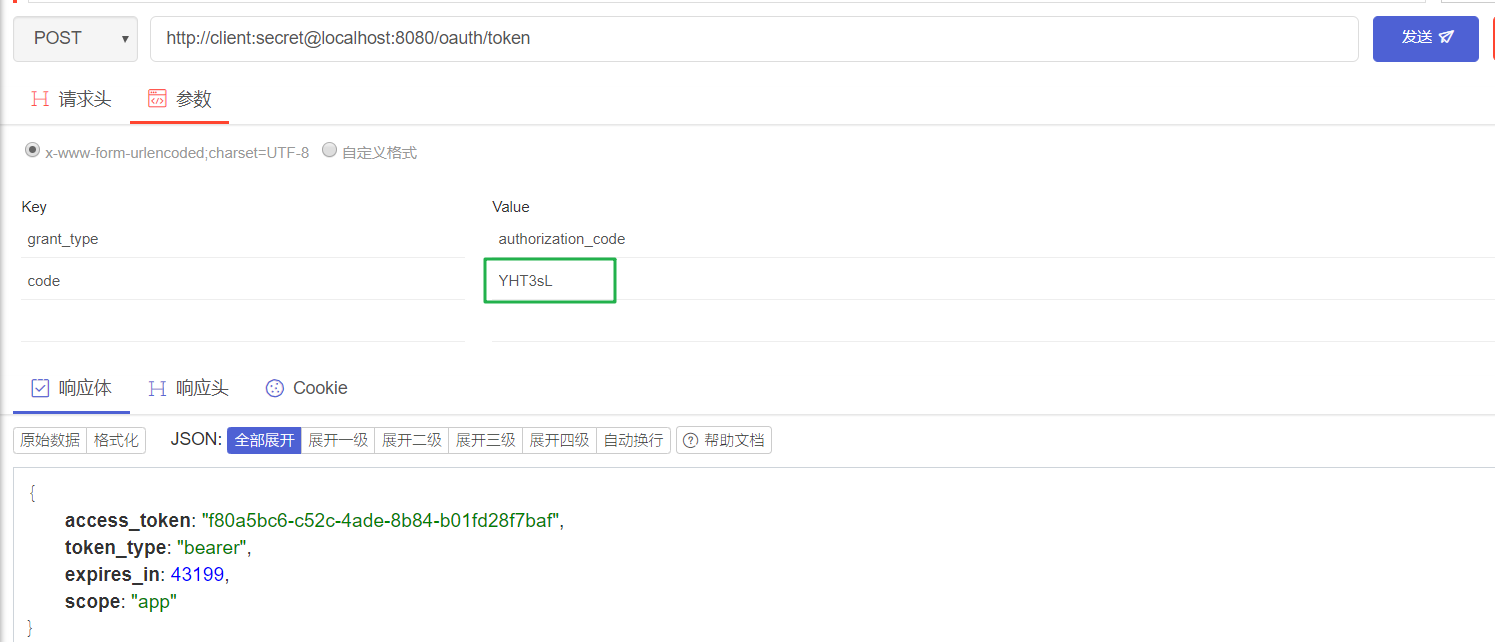 POST ▾ http://client:secret@localhost:8080/oauth/token 发送
请求头 参数
x-www-form-urlencoded;charset=UTF-8 自定义格式
Key Value
grant_type authorization_code
code YHT3sL
响应体 响应头 Cookie
原始数据 格式化 JSON: 全部展开 展开一级 展开二级 展开三级 展开四级 自动换行 帮助文档
{
access_token: "f80a5bc6-c52c-4ade-8b84-b01fd28f7baf",
token_type: "bearer",
expires_in: 43199,
scope: "app"
}